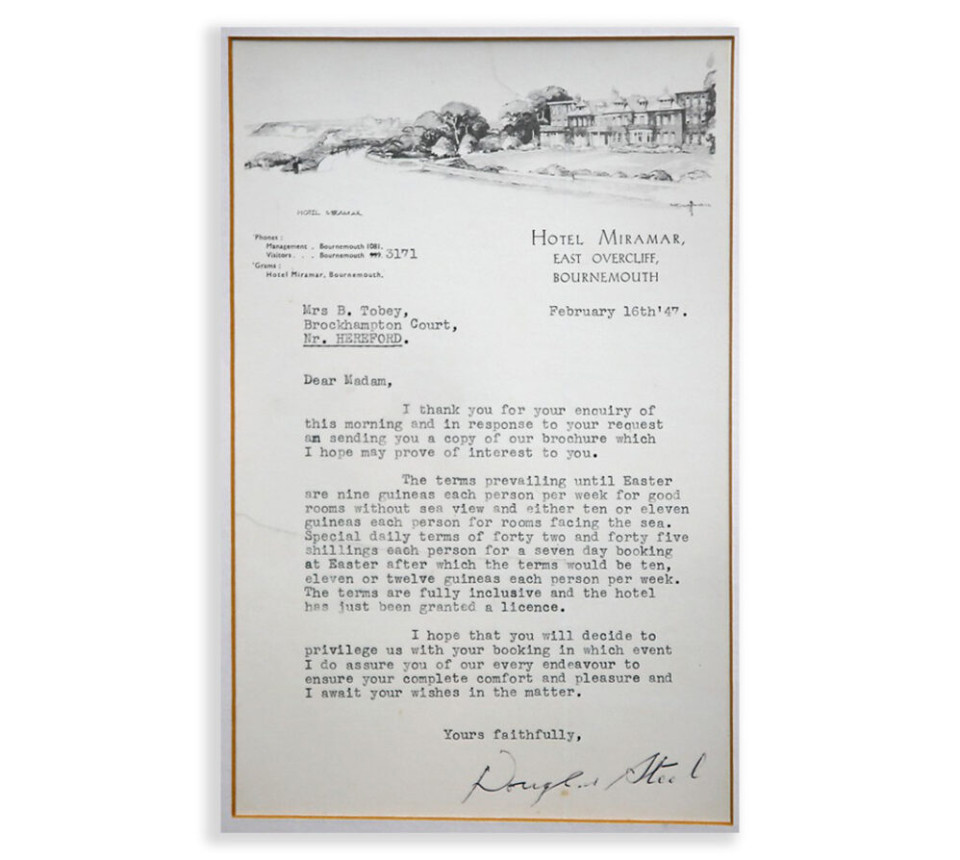 HOTEL MIRAMAR.
'Phones:
Management . Bournemouth 1081.
Visitors . . . Bournemouth 999. 3171
'Grams:
Hotel Miramar, Bournemouth.
HOTEL MIRAMAR,
EAST OVERCLIFF,
BOURNEMOUTH
February 16th'47.
Mrs B. Tobey,
Brockhampton Court,
Nr. HEREFORD.
Dear Madam,
I thank you for your enquiry of
this morning and in response to your request
am sending you a copy of our brochure which
I hope may prove of interest to you.
The terms prevailing until Easter
are nine guineas each person per week for good
rooms without sea view and either ten or eleven
guineas each person for rooms facing the sea.
Special daily terms of forty two and forty five
shillings each person for a seven day booking
at Easter after which the terms would be ten,
eleven or twelve guineas each person per week.
The terms are fully inclusive and the hotel
has just been granted a licence.
I hope that you will decide to
privilege us with your booking in which event
I do assure you of our every endeavour to
ensure your complete comfort and pleasure and
I await your wishes in the matter.
Yours faithfully,
Douglas Steel